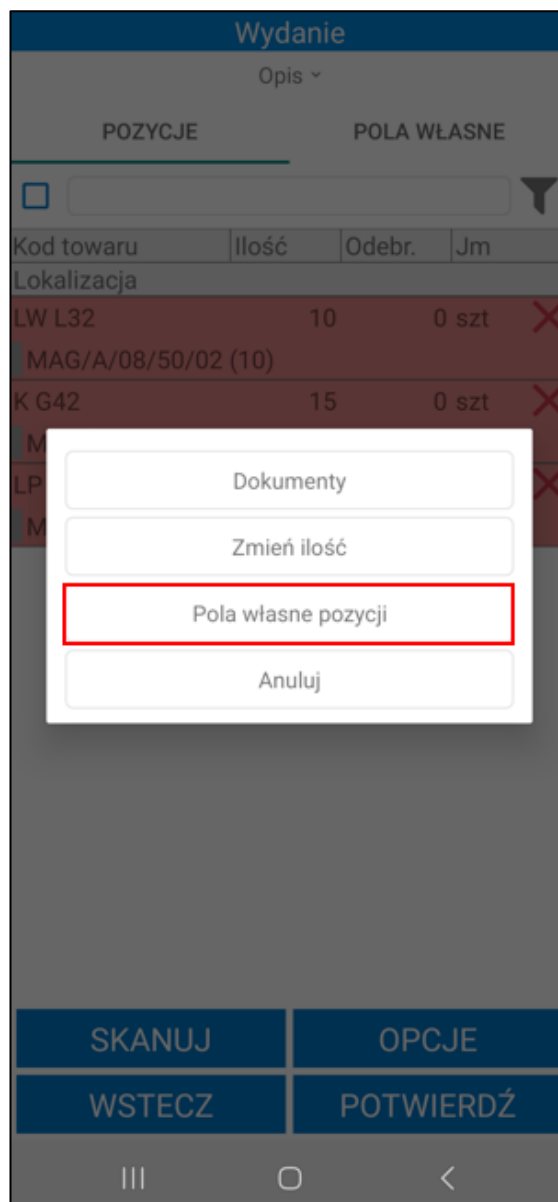 Wydanie
Opis
POZYCJE POLA WŁASNE
Kod towaru Ilość Odebr. Jm
Lokalizacja
LW L32 10 0 szt
MAG/A/08/50/02 (10)
K G42 15 0 szt
M
LP
M
Dokumenty
Zmień ilość
Pola własne pozycji
Anuluj
SKANUJ OPCJE
WSTECZ POTWIERDŹ